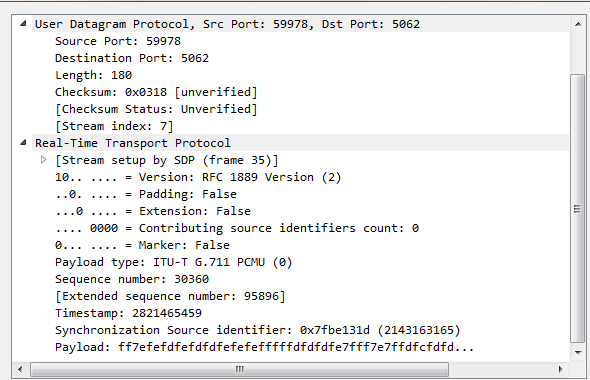 User Datagram Protocol, Src Port: 59978, Dst Port: 5062
Source Port: 59978
Destination Port: 5062
Length: 180
Checksum: 0x0318 [unverified]
[Checksum Status: Unverified]
[Stream index: 7]
Real-Time Transport Protocol
[Stream setup by SDP (frame 35)]
10.. .... = Version: RFC 1889 Version (2)
..0. .... = Padding: False
...0 .... = Extension: False
.... 0000 = Contributing source identifiers count: 0
0... .... = Marker: False
Payload type: ITU-T G.711 PCMU (0)
Sequence number: 30360
[Extended sequence number: 95896]
Timestamp: 2821465459
Synchronization Source identifier: 0x7fbe131d (2143163165)
Payload: ff7efefdfefdfdfefefefffffdfdfdfe7fff7e7ffdfcfdfd...